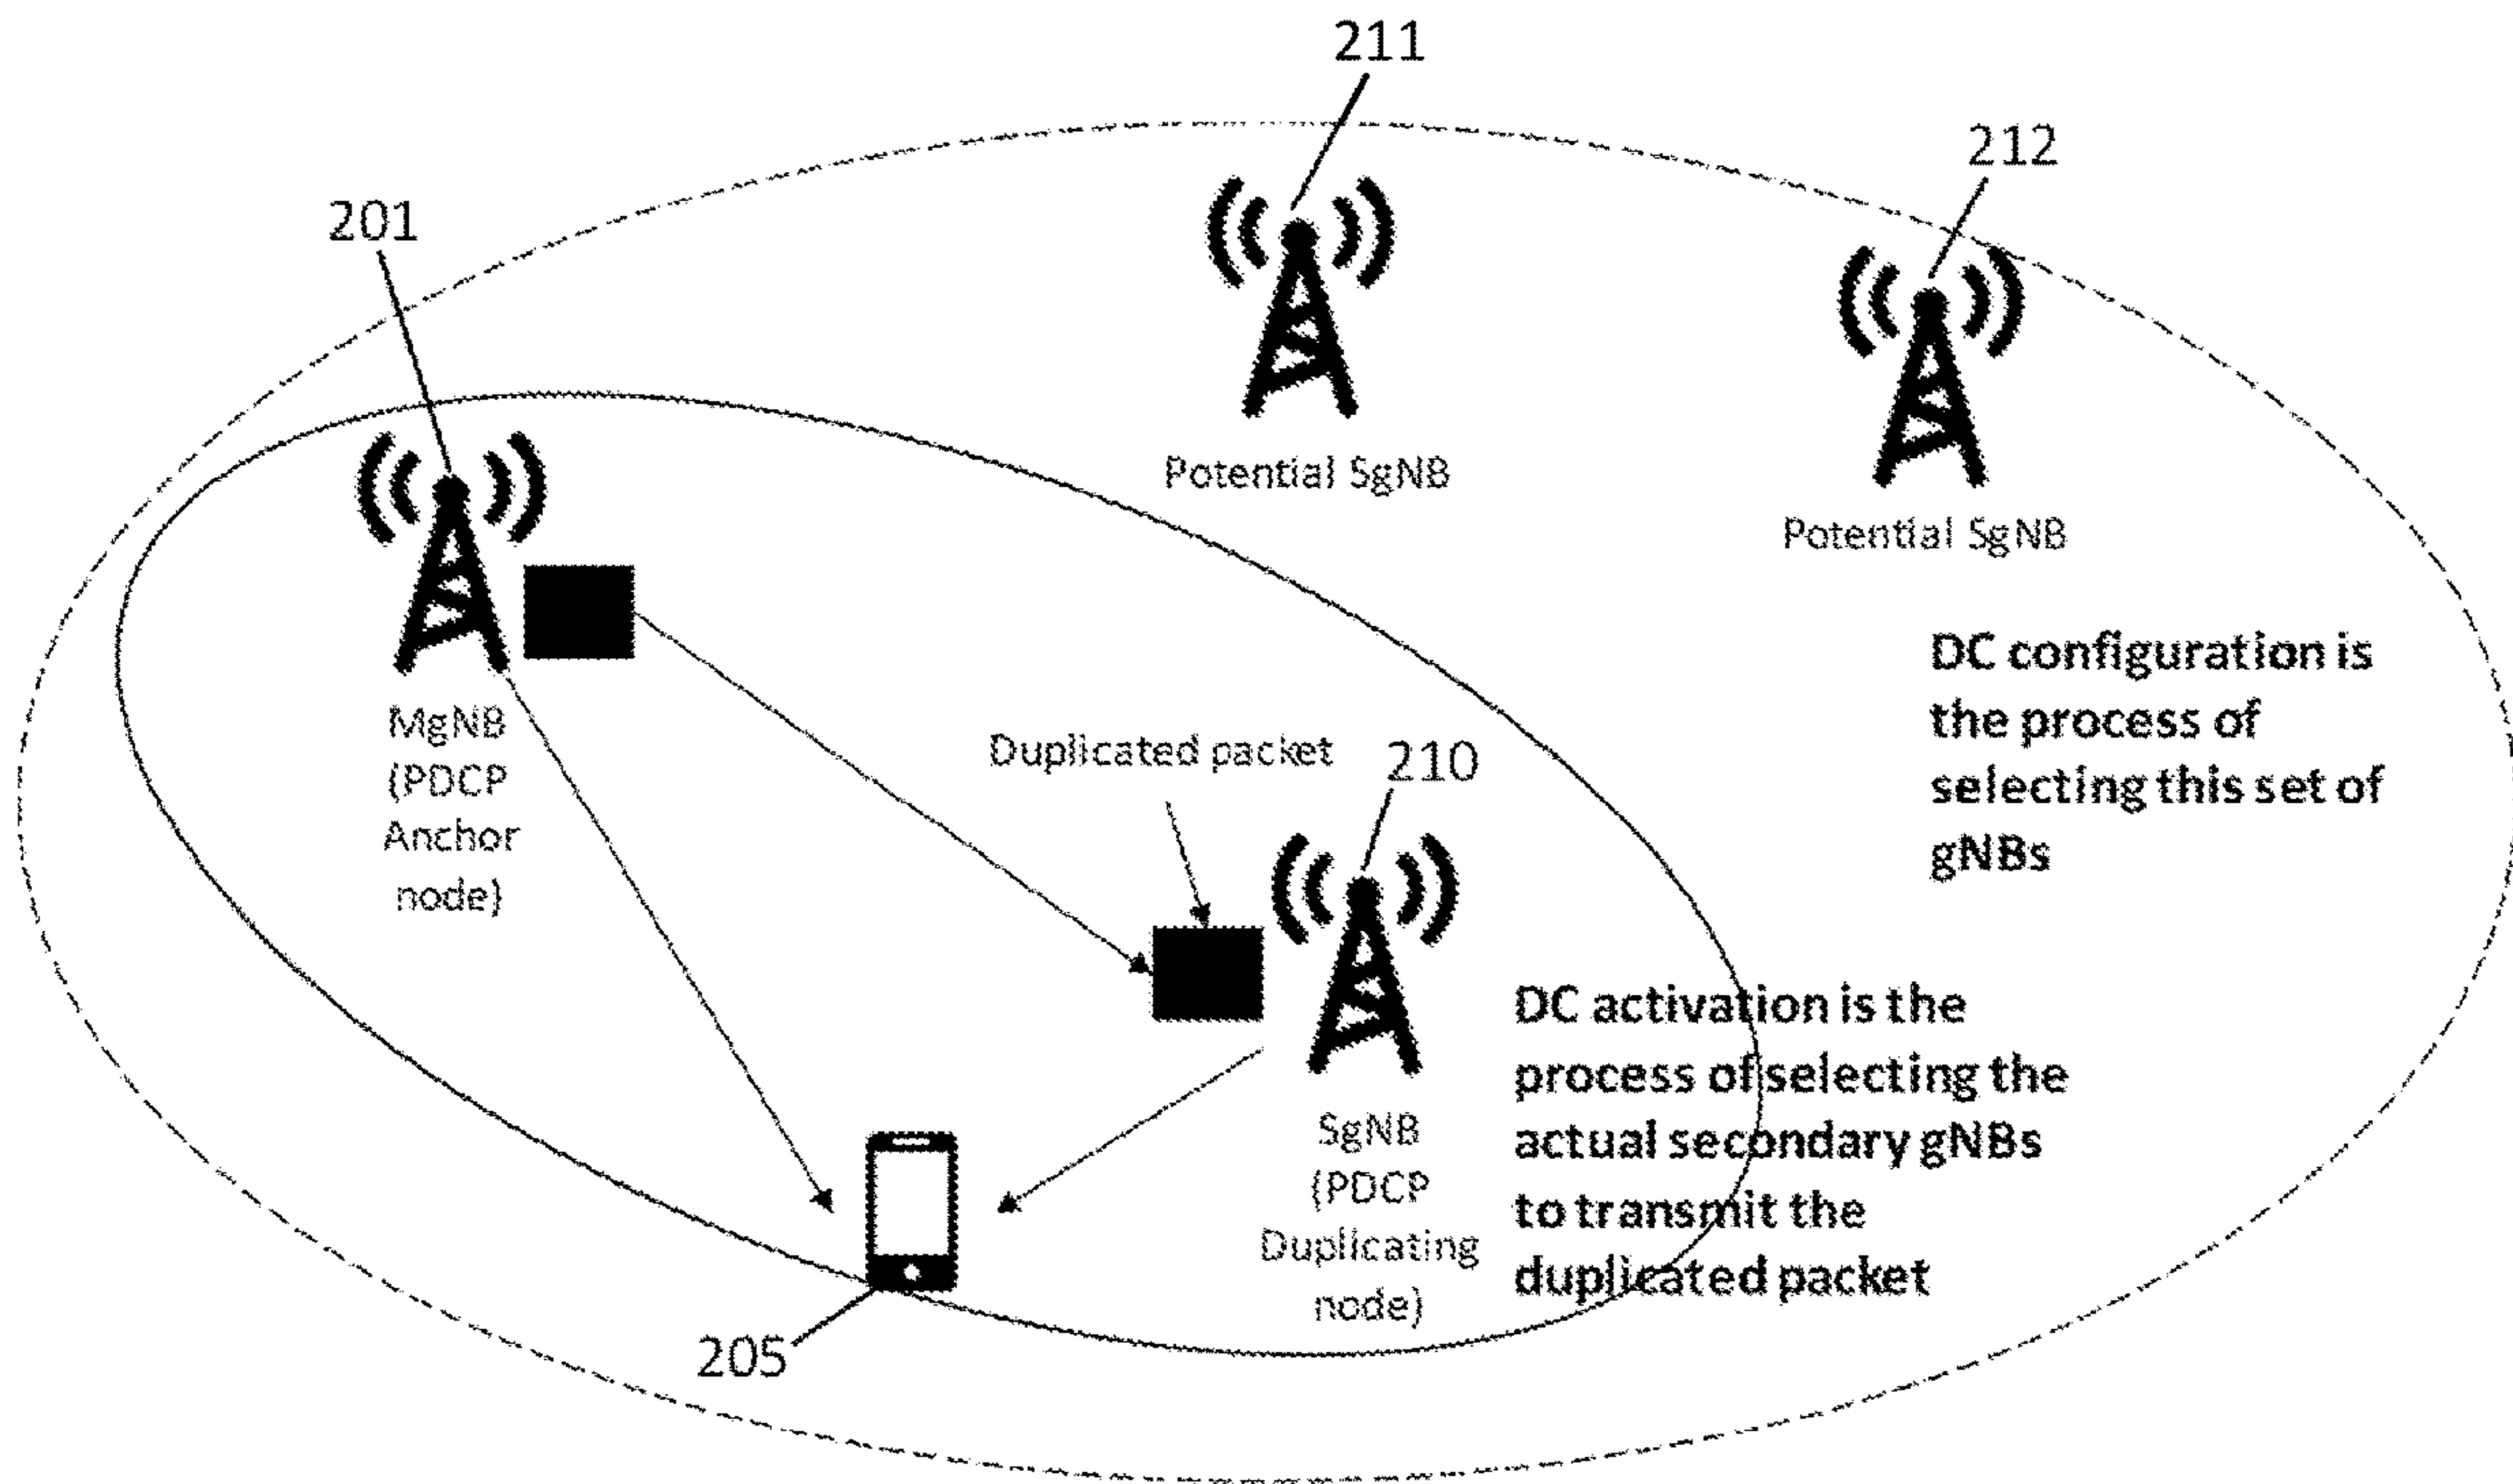 211
212
201
Potential SgNB
Potential SgNB
MgNB
(PDCP
Anchor
node)
DC configuration is
the process of
selecting this set of
gNBs
Duplicated packet
210
SgNB
(PDCP
Duplicating
node)
DC activation is the
process of selecting the
actual secondary gNBs
to transmit the
duplicated packet
205